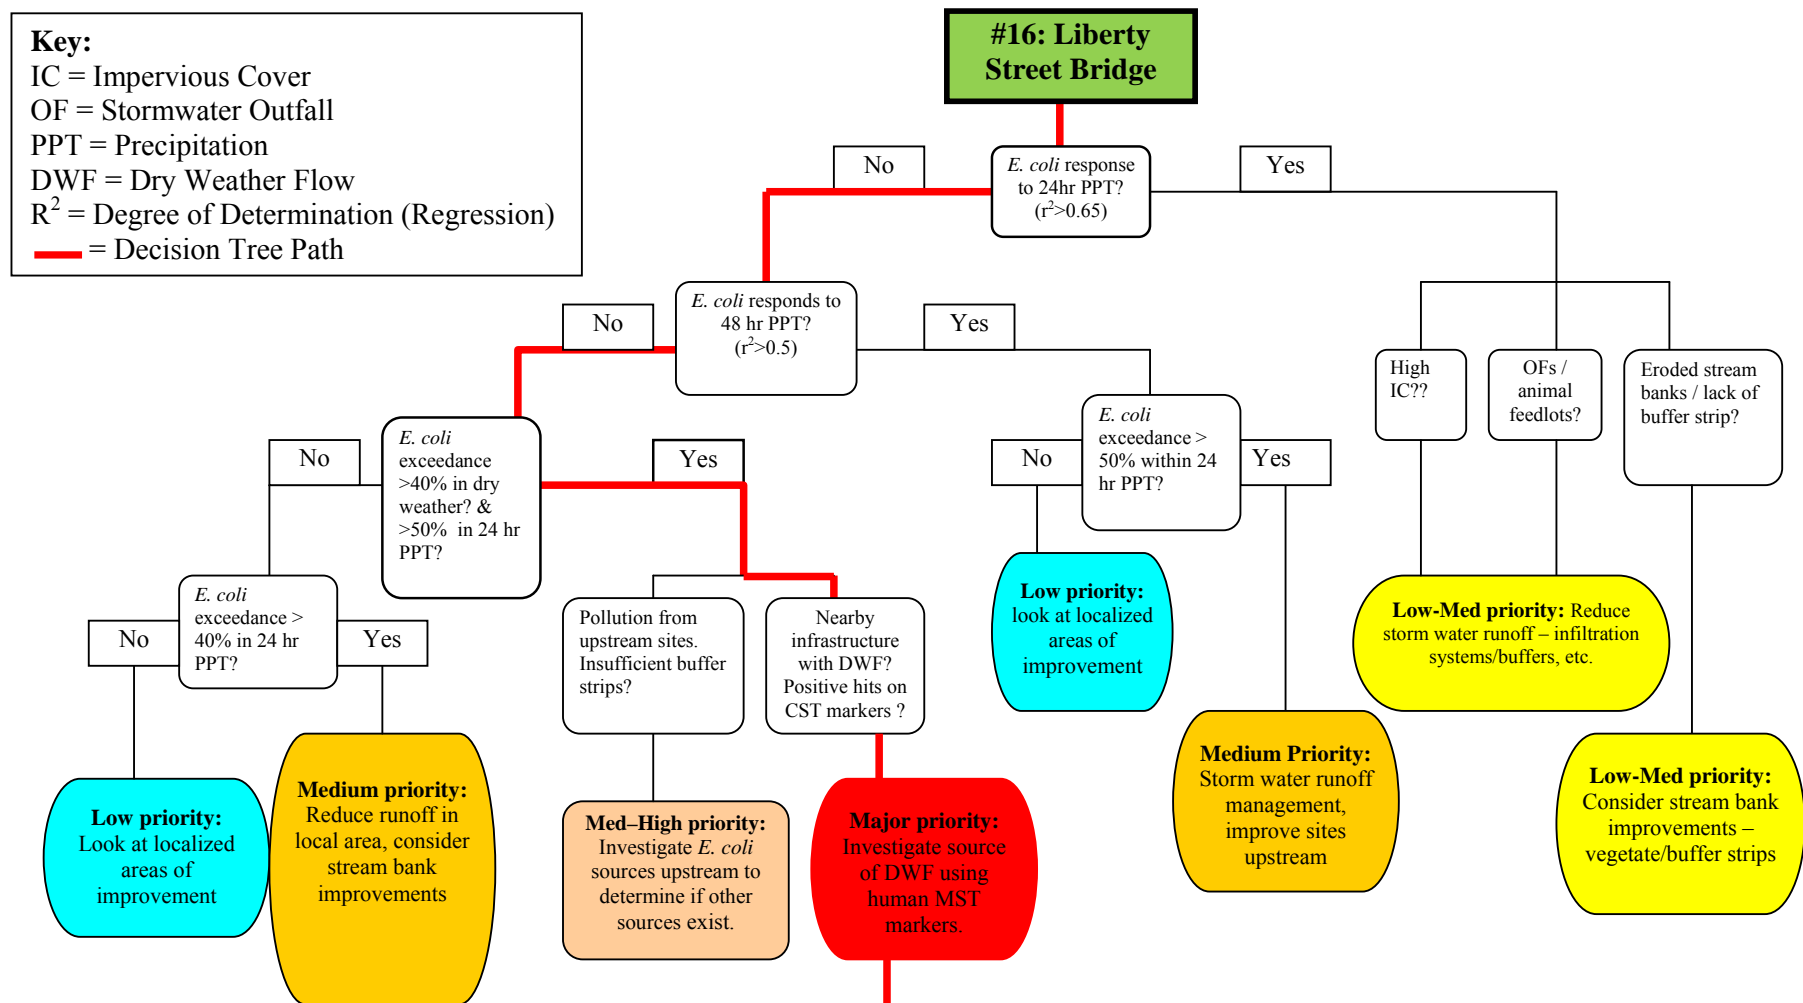 Key:
IC = Impervious Cover
OF = Stormwater Outfall
PPT = Precipitation
DWF = Dry Weather Flow
R² = Degree of Determination (Regression)
= Decision Tree Path
#16: Liberty
Street Bridge
No
E. coli response
to 24hr PPT?
(r²>0.65)
Yes
No
E. coli responds to
48 hr PPT?
(r²>0.5)
Yes
High
IC??
OFs /
animal
feedlots?
Eroded stream
banks / lack of
buffer strip?
No
E. coli
exceedance
>40% in dry
weather? &
>50% in 24 hr
PPT?
Yes
No
E. coli
exceedance >
50% within 24
hr PPT?
Yes
No
E. coli
exceedance >
40% in 24 hr
PPT?
Yes
Pollution from
upstream sites.
Insufficient buffer
strips?
Nearby
infrastructure
with DWF?
Positive hits on
CST markers ?
Low priority:
look at localized
areas of
improvement
Low-Med priority: Reduce
storm water runoff – infiltration
systems/buffers, etc.
Low priority:
Look at localized
areas of
improvement
Medium priority:
Reduce runoff in
local area, consider
stream bank
improvements
Med–High priority:
Investigate E. coli
sources upstream to
determine if other
sources exist.
Major priority:
Investigate source
of DWF using
human MST
markers.
Medium Priority:
Storm water runoff
management,
improve sites
upstream
Low-Med priority:
Consider stream bank
improvements –
vegetate/buffer strips